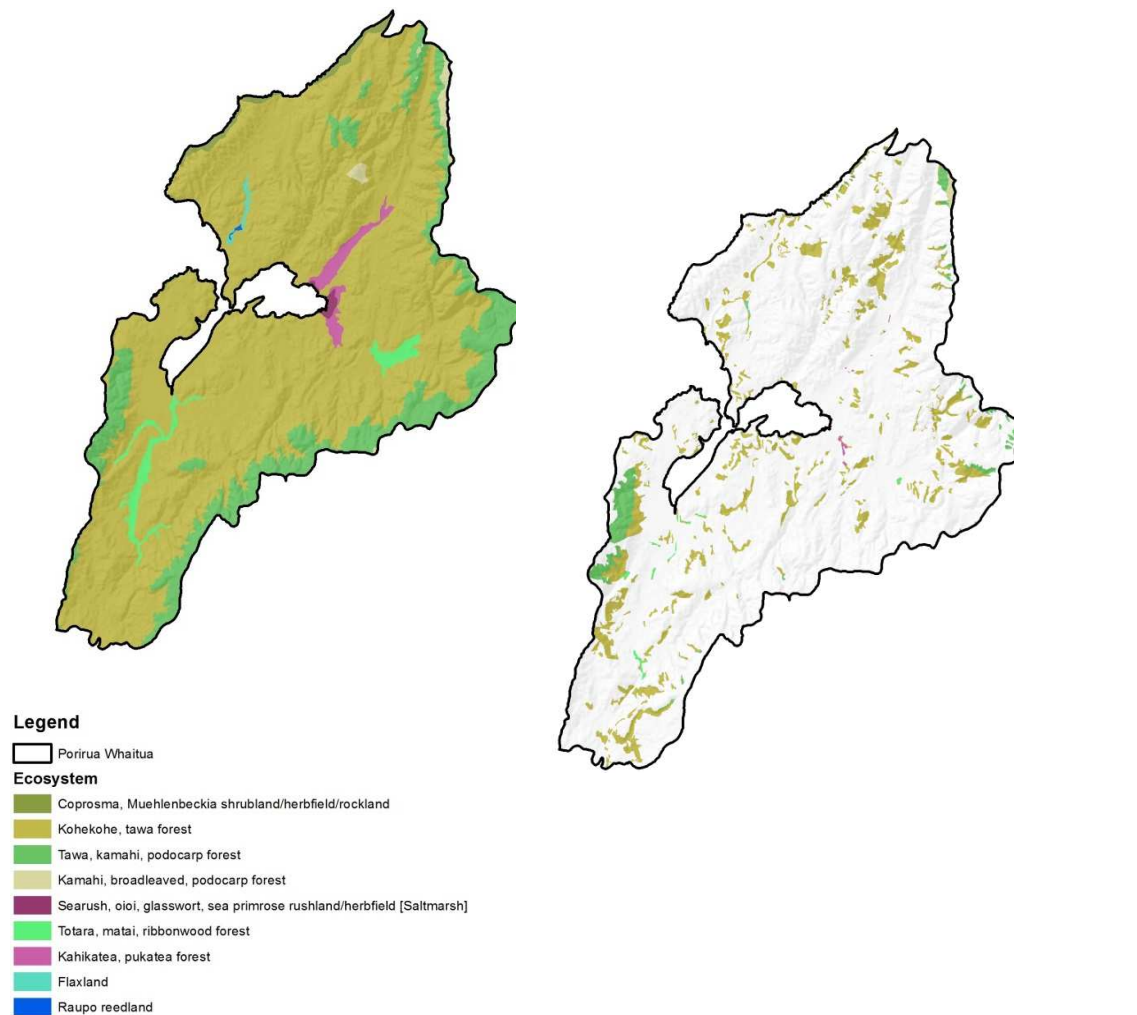 Legend
Porirua Whaitua
Ecosystem
Coprosma, Muehlenbeckia shrubland/herbfield/rockland
Kohekohe, tawa forest
Tawa, kamahi, podocarp forest
Kamahi, broadleaved, podocarp forest
Searush, oioi, glasswort, sea primrose rushland/herbfield [Saltmarsh]
Totara, matai, ribbonwood forest
Kahikatea, pukatea forest
Flaxland
Raupo reedland